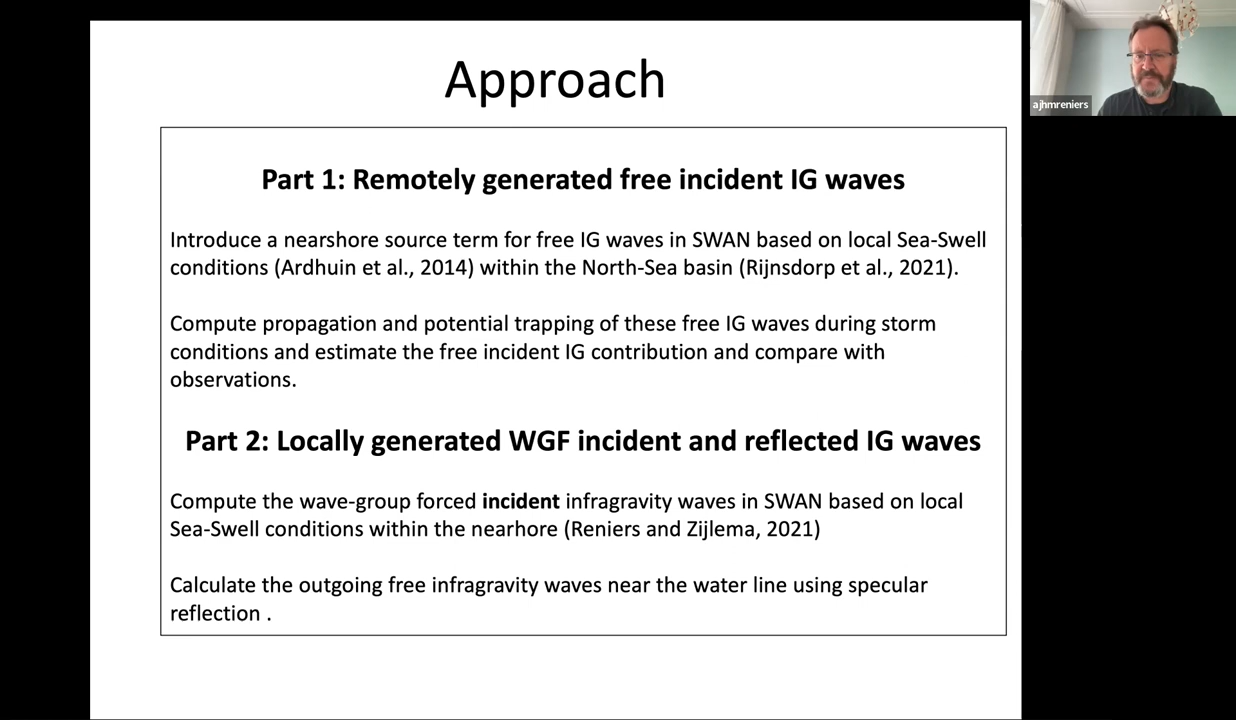 Approach
Part 1: Remotely generated free incident IG waves
Introduce a nearshore source term for free IG waves in SWAN based on local Sea-Swell
conditions (Ardhuin et al., 2014) within the North-Sea basin (Rijnsdorp et al., 2021).
Compute propagation and potential trapping of these free IG waves during storm
conditions and estimate the free incident IG contribution and compare with
observations.
Part 2: Locally generated WGF incident and reflected IG waves
Compute the wave-group forced incident infragravity waves in SWAN based on local
Sea-Swell conditions within the nearhore (Reniers and Zijlema, 2021)
Calculate the outgoing free infragravity waves near the water line using specular
reflection .
ajhmreniers